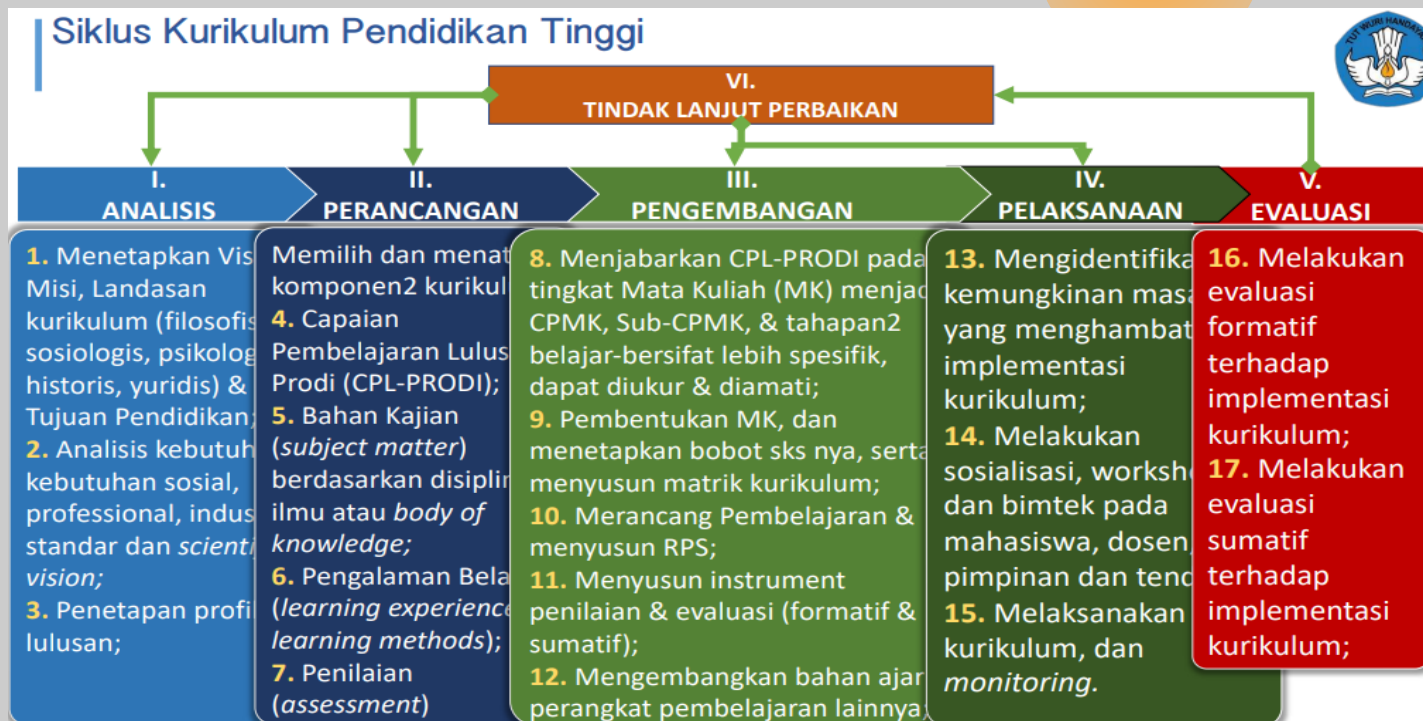 Siklus Kurikulum Pendidikan Tinggi
TUT WURI HANDAYA
VI.
TINDAK LANJUT PERBAIKAN
I.
ANALISIS
II.
PERANCANGAN
III.
PENGEMBANGAN
IV.
PELAKSANAAN
V.
EVALUASI
1. Menetapkan Vis
Misi, Landasan
kurikulum (filosofis
sosiologis, psikolog
historis, yuridis) &
Tujuan Pendidikan;
2. Analisis kebutuh
kebutuhan sosial,
professional, indus
standar dan scienti
vision;
3. Penetapan profil
lulusan;
Memilih dan menat
komponen2 kurikul
4. Capaian
Pembelajaran Lulus
Prodi (CPL-PRODI);
5. Bahan Kajian
(subject matter)
berdasarkan disiplin
ilmu atau body of
knowledge;
6. Pengalaman Bela
(learning experience
learning methods);
7. Penilaian
(assessment)
8. Menjabarkan CPL-PRODI pada
tingkat Mata Kuliah (MK) menjad
CPMK, Sub-CPMK, & tahapan2
belajar-bersifat lebih spesifik,
dapat diukur & diamati;
9. Pembentukan MK, dan
menetapkan bobot sks nya, serta
menyusun matrik kurikulum;
10. Merancang Pembelajaran &
menyusun RPS;
11. Menyusun instrument
penilaian & evaluasi (formatif &
sumatif);
12. Mengembangkan bahan ajar
perangkat pembelajaran lainnya;
13. Mengidentifika
kemungkinan masa
yang menghambat
implementasi
kurikulum;
14. Melakukan
sosialisasi, worksho
dan bimtek pada
mahasiswa, dosen,
pimpinan dan tend
15. Melaksanakan
kurikulum, dan
monitoring.
16. Melakukan
evaluasi
formatif
terhadap
implementasi
kurikulum;
17. Melakukan
evaluasi
sumatif
terhadap
implementasi
kurikulum;